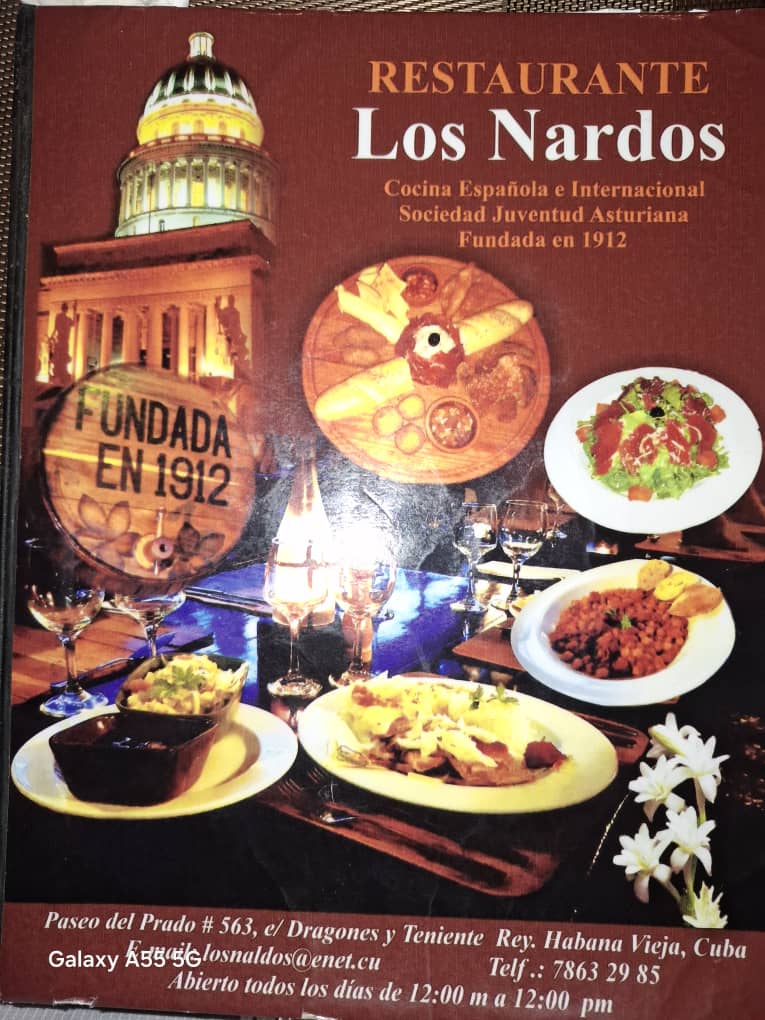 RESTAURANTE
Los Nardos
Cocina Española e Internacional
Sociedad Juventud Asturiana
Fundada en 1912
FUNDADA
EN 1912
Paseo del Prado # 563, e/ Dragones y Teniente Rey. Habana Vieja, Cuba
E-mail: losnaldos@enet.cu Telf .: 7863 29 85
Galaxy A55 5G
Abierto todos los días de 12:00 m a 12:00 pm